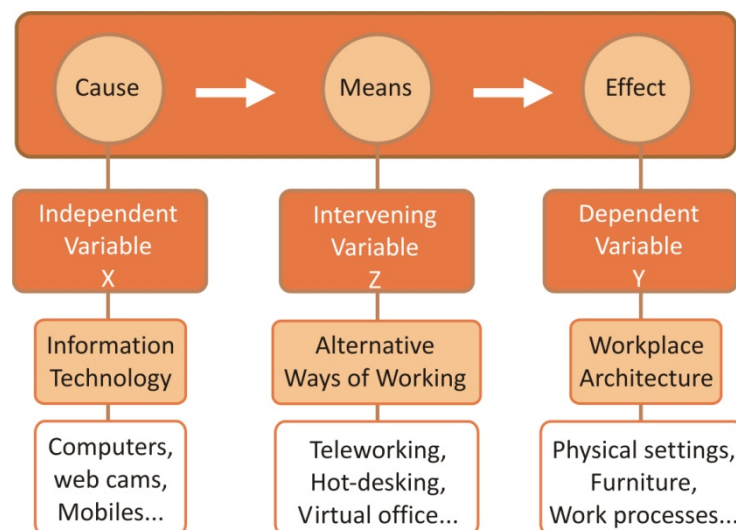 Cause
Means
Effect
Independent
Variable
X
Intervening
Variable
Z
Dependent
Variable
Y
Information
Technology
Alternative
Ways of Working
Workplace
Architecture
Computers,
web cams,
Mobiles...
Teleworking,
Hot-desking,
Virtual office...
Physical settings,
Furniture,
Work processes...